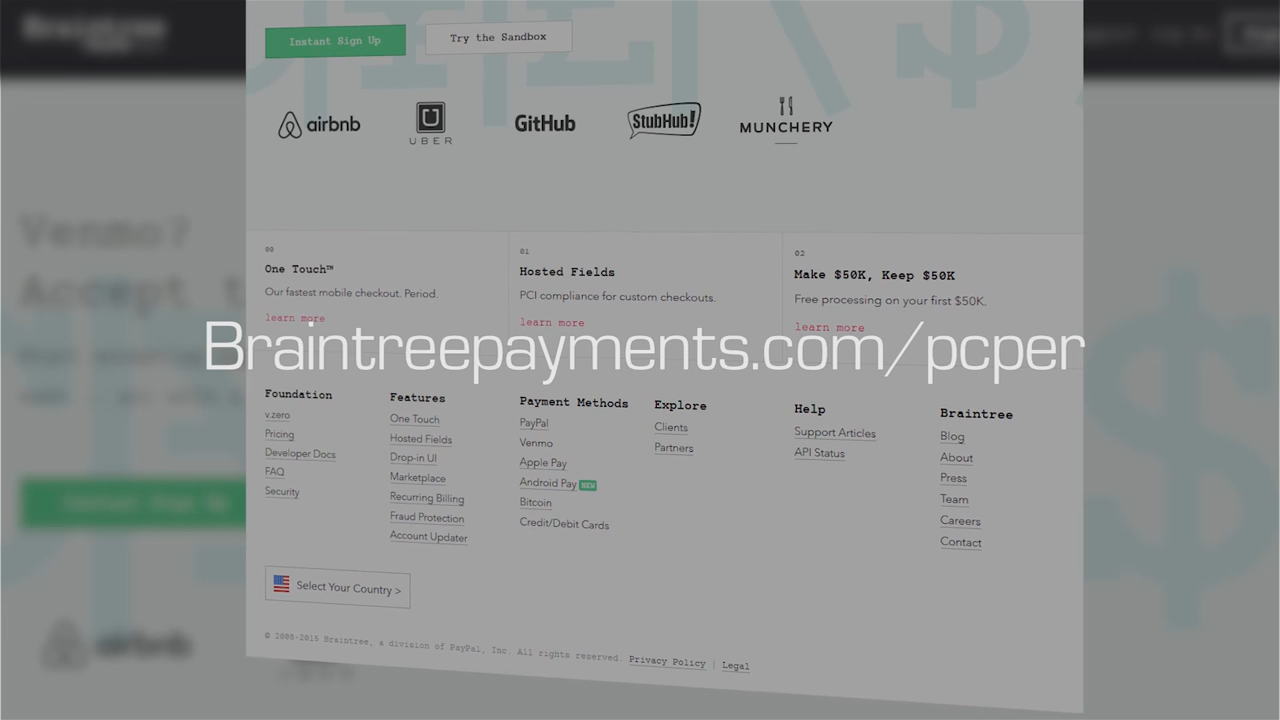 Braintree
Instant Sign Up
Try the Sandbox
airbnb
UBER
GitHub
StubHub!
MUNCHERY
Venmo?
Accept t
00
One Touch™
Our fastest mobile checkout. Period.
learn more
01
Hosted Fields
PCI compliance for custom checkouts.
learn more
02
Make $50K, Keep $50K
Free processing on your first $50K.
learn more
Braintreepayments.com/pcper
Foundation
v.zero
Pricing
Developer Docs
FAQ
Security
Features
One Touch
Hosted Fields
Drop-in UI
Marketplace
Recurring Billing
Fraud Protection
Account Updater
Payment Methods
PayPal
Venmo
Apple Pay
Android Pay NEW
Bitcoin
Credit/Debit Cards
Explore
Clients
Partners
Help
Support Articles
API Status
Braintree
Blog
About
Press
Team
Careers
Contact
Instant Sign Up
airbnb
Select Your Country >
© 2008-2015 Braintree, a division of PayPal, Inc. All rights reserved. Privacy Policy | Legal